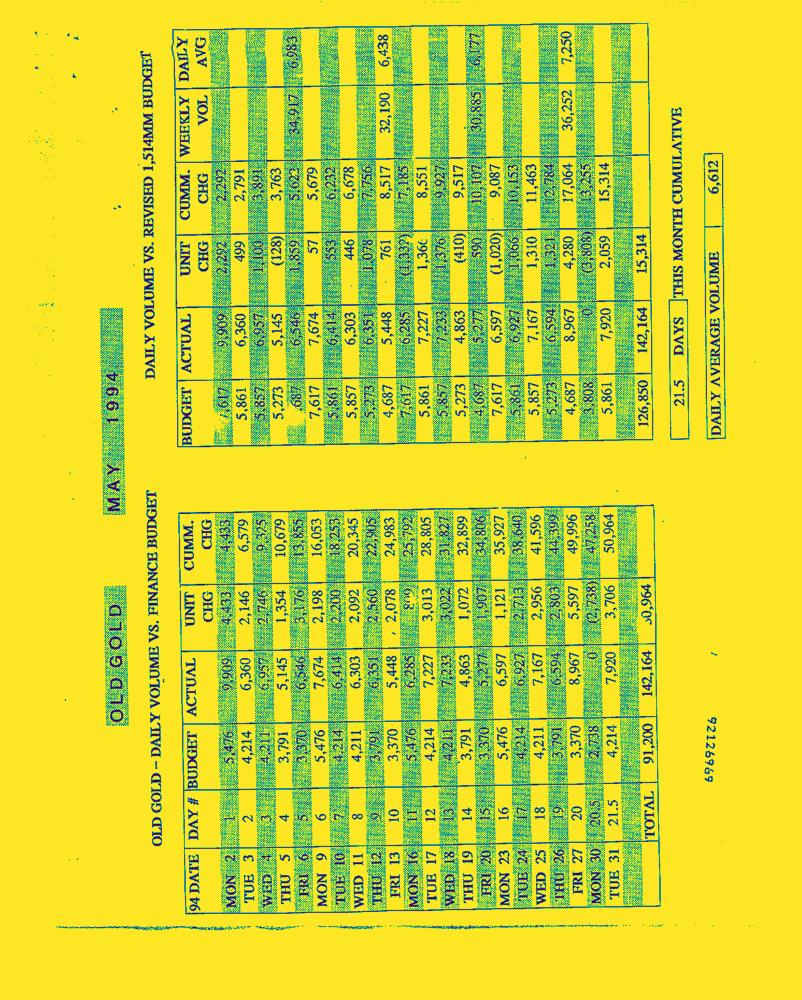 OLD GOLD MAY 1994
OLD GOLD – DAILY VOLUME VS. FINANCE BUDGET DAILY VOLUME VS. REVISED 1,514MM BUDGET
94 DATE DAY # BUDGET ACTUAL UNIT CHG CUMM. CHG BUDGET ACTUAL UNIT CHG CUMM. CHG WEEKLY VOL DAILY AVG
MON 2 1 5,476 9,909 4,433 4,433 7,617 9,909 2,292 2,292
TUE 3 2 4,214 6,360 2,146 6,579 5,861 6,360 499 2,791
WED 4 3 4,211 6,957 2,746 9,325 5,857 6,957 1,100 3,891
THU 5 4 3,791 5,145 1,354 10,679 5,273 5,145 (128) 3,763
FRI 6 5 3,370 6,546 3,176 13,855 4,687 6,546 1,859 5,623 34,917 6,983
MON 9 6 5,476 7,674 2,198 16,053 7,617 7,674 57 5,679
TUE 10 7 4,214 6,414 2,200 18,253 5,861 6,414 553 6,232
WED 11 8 4,211 6,303 2,092 20,345 5,857 6,303 446 6,678
THU 12 9 3,791 6,351 2,560 22,905 5,273 6,351 1,078 7,756
FRI 13 10 3,370 5,448 2,078 24,983 4,687 5,448 761 8,517 32,190 6,438
MON 16 11 5,476 6,285 809 25,792 7,617 6,285 (1,332) 7,185
TUE 17 12 4,214 7,227 3,013 28,805 5,861 7,227 1,366 8,551
WED 18 13 4,211 7,233 3,022 31,827 5,857 7,233 1,376 9,927
THU 19 14 3,791 4,863 1,072 32,899 5,273 4,863 (410) 9,517
FRI 20 15 3,370 5,277 1,907 34,806 4,687 5,277 590 10,107 30,885 6,177
MON 23 16 5,476 6,597 1,121 35,927 7,617 6,597 (1,020) 9,087
TUE 24 17 4,214 6,927 2,713 38,640 5,861 6,927 1,066 10,153
WED 25 18 4,211 7,167 2,956 41,596 5,857 7,167 1,310 11,463
THU 26 19 3,791 6,594 2,803 44,399 5,273 6,594 1,321 12,784
FRI 27 20 3,370 8,967 5,597 49,996 4,687 8,967 4,280 17,064 36,252 7,250
MON 30 20.5 2,738 0 (2,738) 47,258 3,808 0 (3,808) 13,255
TUE 31 21.5 4,214 7,920 3,706 50,964 5,861 7,920 2,059 15,314
TOTAL 91,200 142,164 50,964 126,850 142,164 15,314
21.5 DAYS THIS MONTH CUMULATIVE
DAILY AVERAGE VOLUME 6,612
92126969